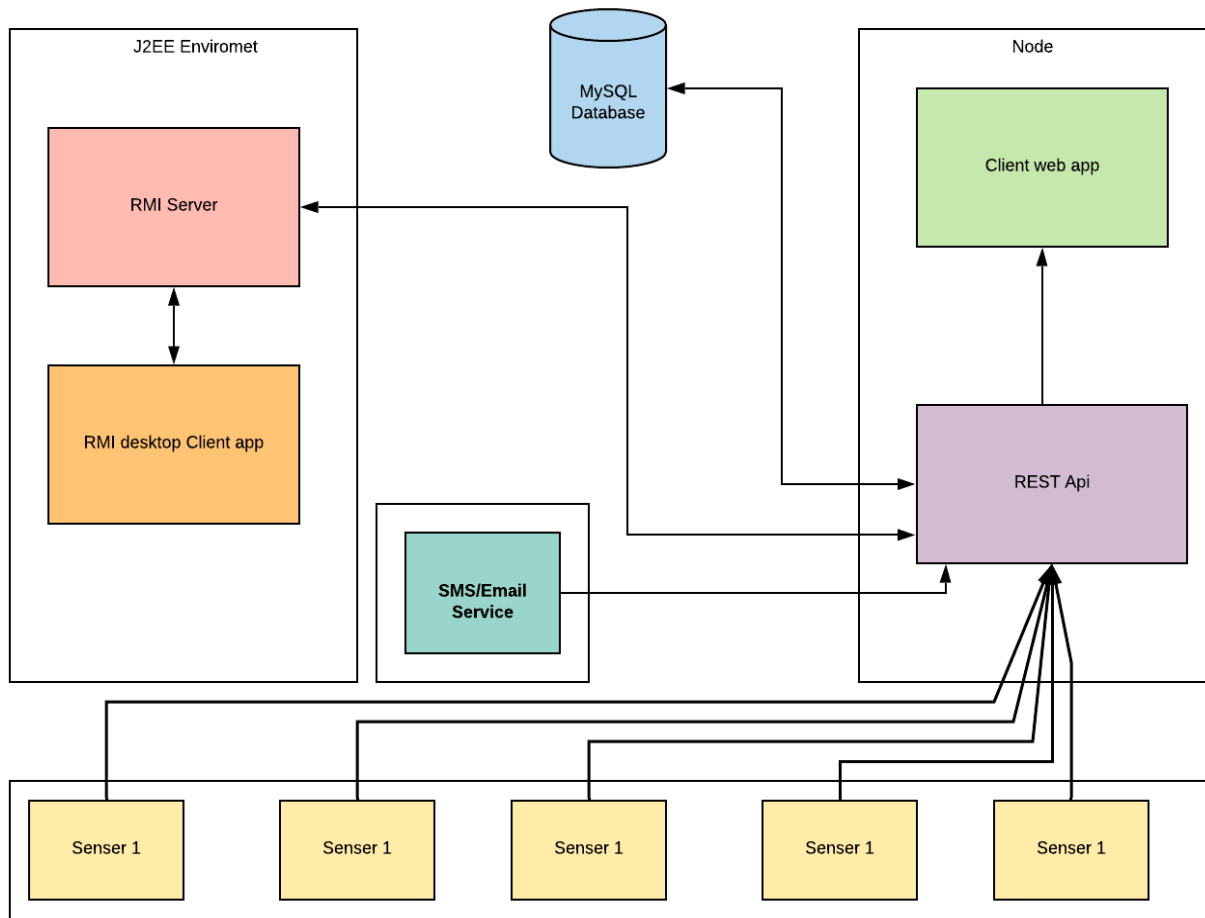 J2EE Enviromet
Node
MySQL
Database
Client web app
RMI Server
RMI desktop Client app
REST Api
SMS/Email
Service
Senser 1
Senser 1
Senser 1
Senser 1
Senser 1